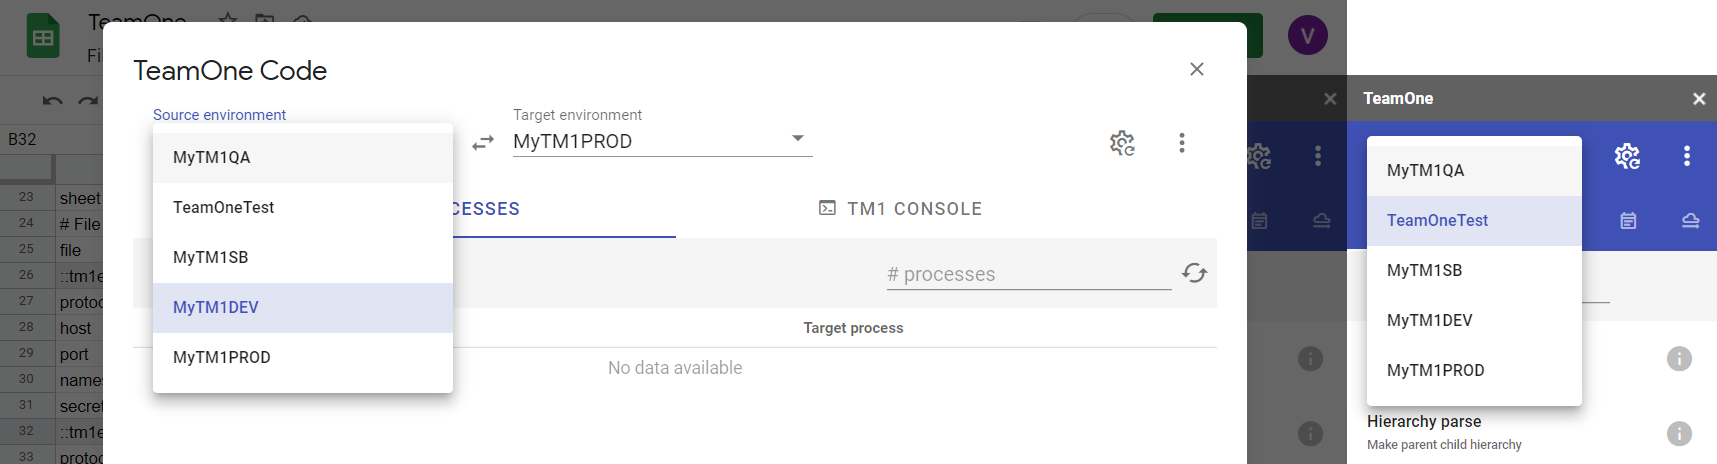 TeamOne
Fil
B32
23 sheet
24 # File
25 file
26 ::tm1e
27 protoc
28 host
29 port
30 names
31 secret
32 ::tm1e
33 protoc
TeamOne Code
Source environment
MyTM1QA
TeamOneTest
MyTM1SB
MyTM1DEV
MyTM1PROD
Target environment
MyTM1PROD
CESSES
TM1 CONSOLE
# processes
Target process
No data available
V
TeamOne
MyTM1QA
TeamOneTest
MyTM1SB
MyTM1DEV
MyTM1PROD
Hierarchy parse
Make parent child hierarchy